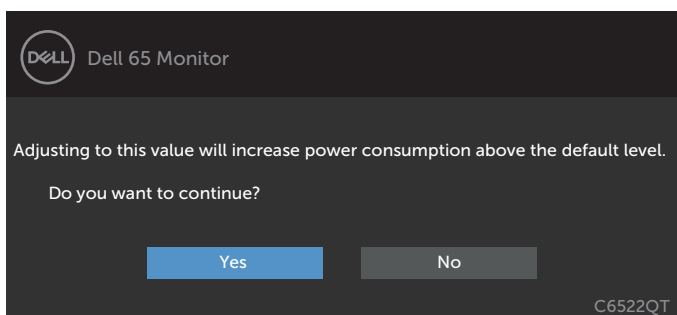 DELL
Dell 65 Monitor
Adjusting to this value will increase power consumption above the default level.
Do you want to continue?
Yes
No
C6522QT